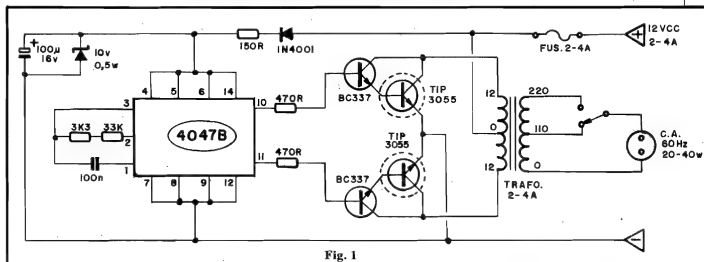 100µ
16v
+
10v
0,5w
150R
1N4001
FUS. 2-4A
12VCC
2-4A
+
4
5
6
14
3
2
1
3K3
33K
100n
4047B
10
11
7
8
9
12
470R
470R
BC337
TIP
3055
TIP
3055
BC337
12
0
12
220
110
0
TRAFO.
2-4A
C.A.
60Hz
20-40w
-
Fig. 1